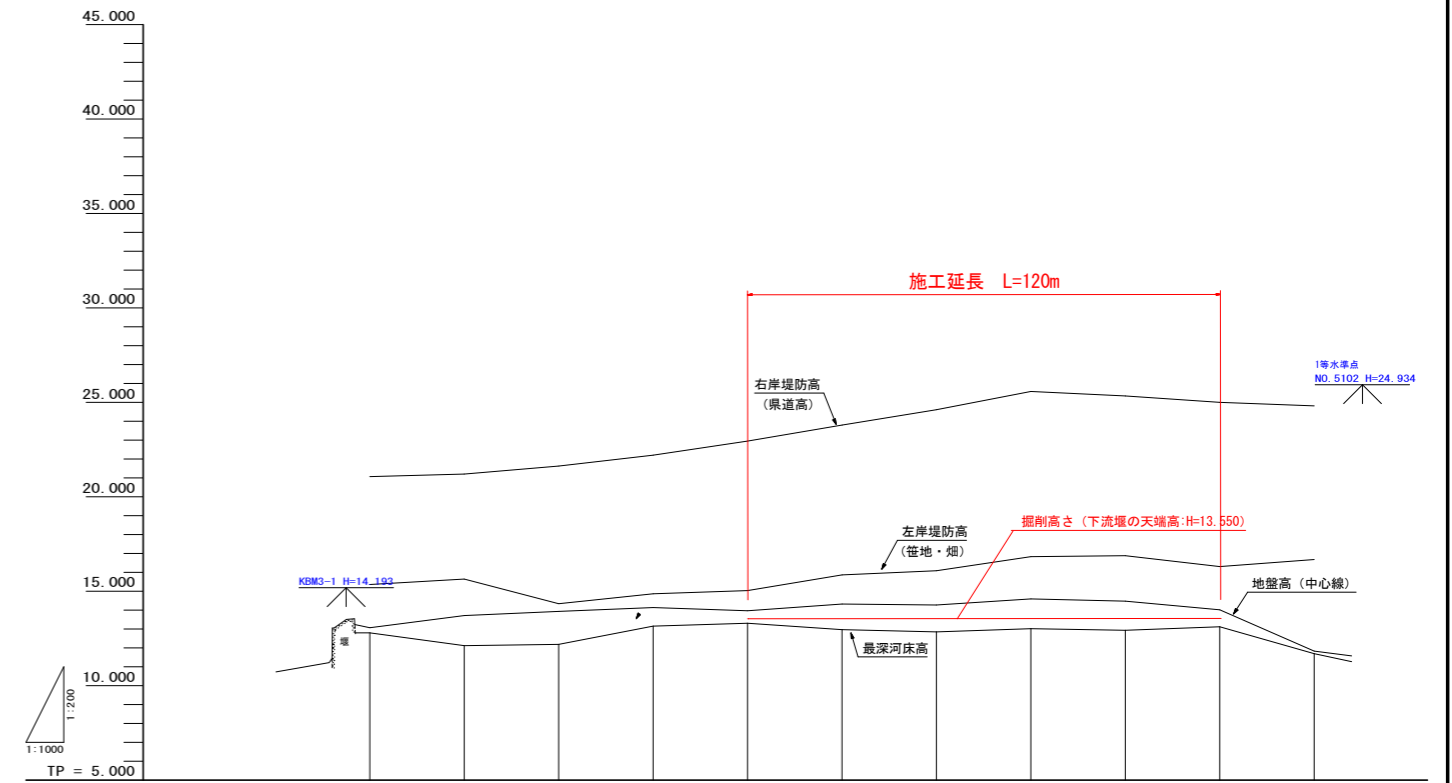 45.000
40.000
35.000
30.000
25.000
20.000
15.000
10.000
TP = 5.000
1:200
1:1000
施工延長 L=120m
1等水準点
NO.5102 H=24.934
右岸堤防高
(県道高)
掘削高さ(下流堰の天端高:H=13.550)
左岸堤防高
(笹地・畑)
KBM3-1 H=14.193
地盤高(中心線)
堰
最深河床高